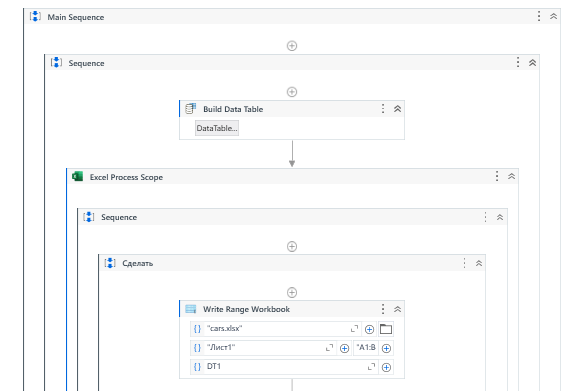 Main Sequence
Sequence
Build Data Table
DataTable...
Excel Process Scope
Sequence
Сделать
Write Range Workbook
"cars.xlsx"
"Лист1" "A1:B
DT1